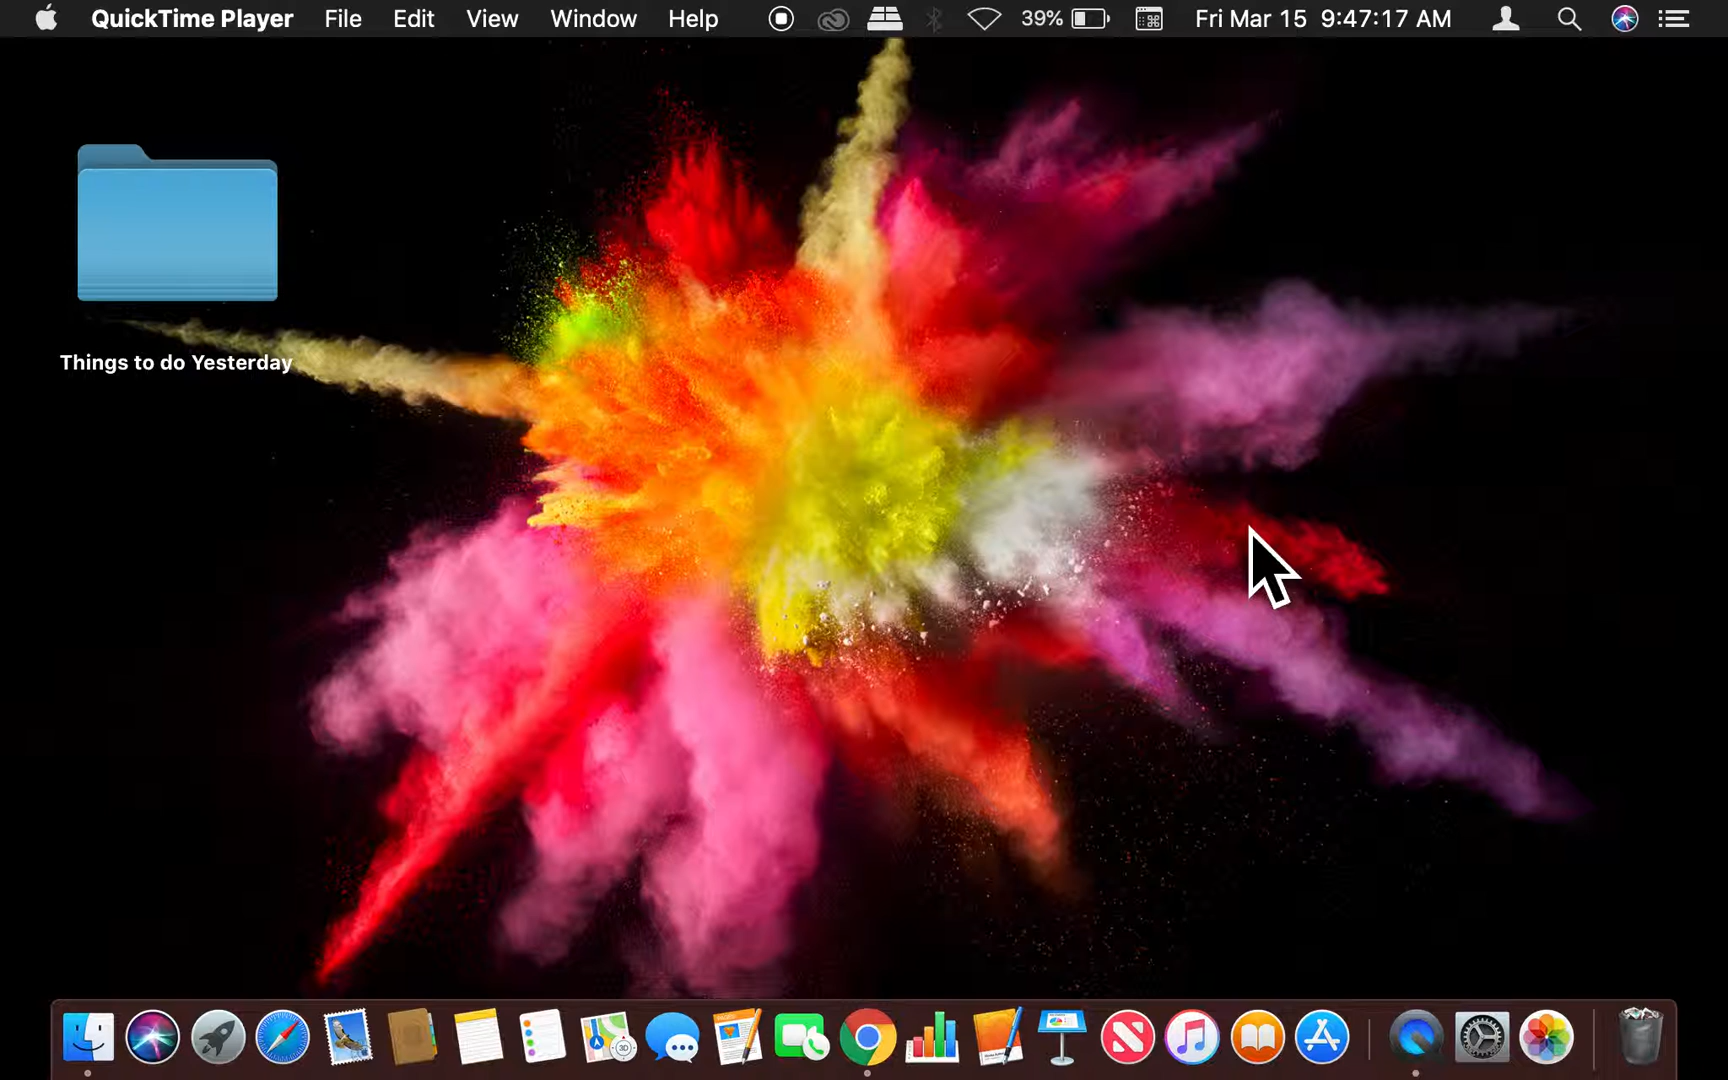 QuickTime Player File Edit View Window Help 39% Fri Mar 15 9:47:17 AM
Things to do Yesterday